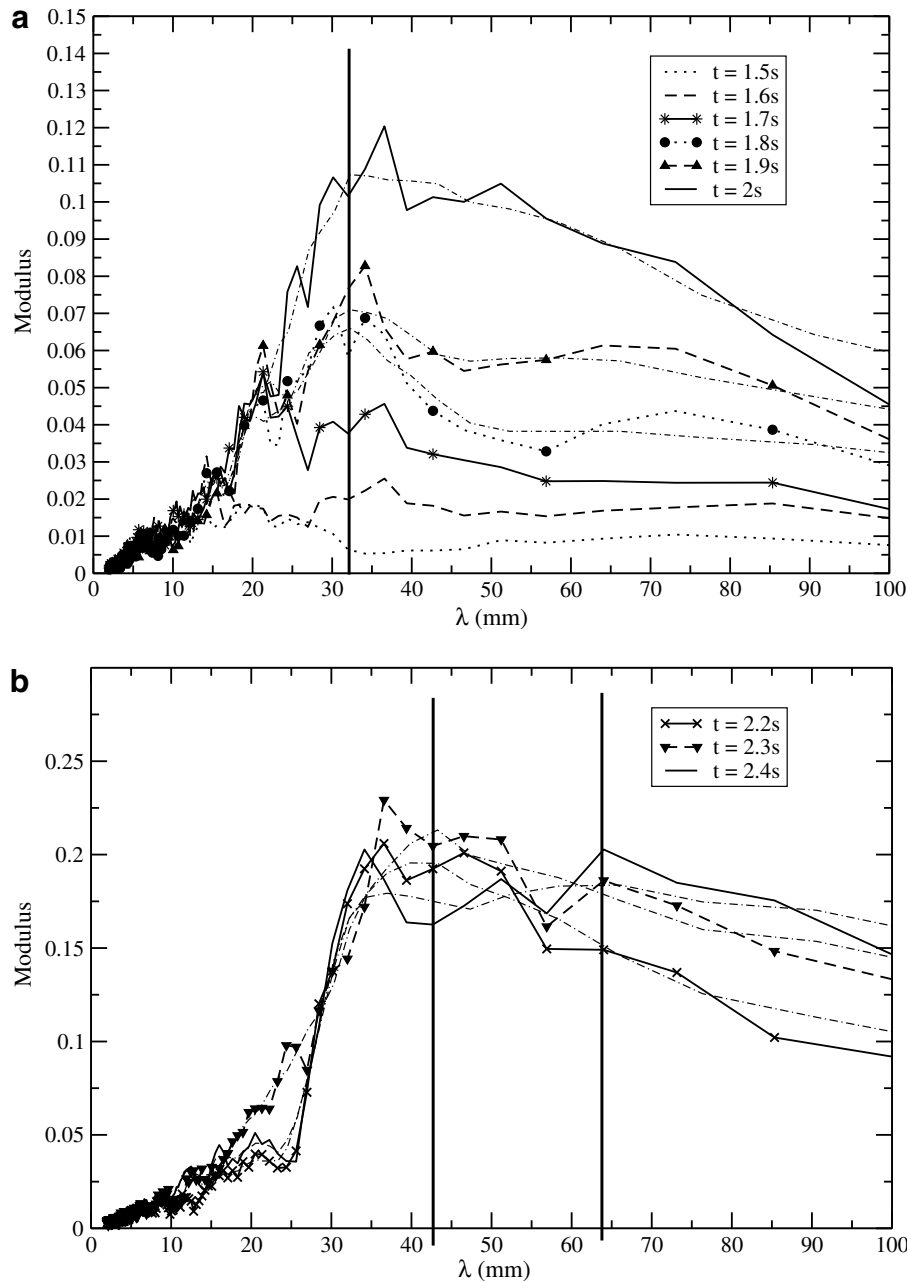 a
0.15
0.14
0.13
0.12
0.11
0.1
0.09
0.08
0.07
0.06
0.05
0.04
0.03
0.02
0.01
0
Modulus
t = 1.5s
t = 1.6s
t = 1.7s
t = 1.8s
t = 1.9s
t = 2s
0 10 20 30 40 50 60 70 80 90 100
λ (mm)
b
0.25
0.2
0.15
0.1
0.05
0
Modulus
t = 2.2s
t = 2.3s
t = 2.4s
0 10 20 30 40 50 60 70 80 90 100
λ (mm)